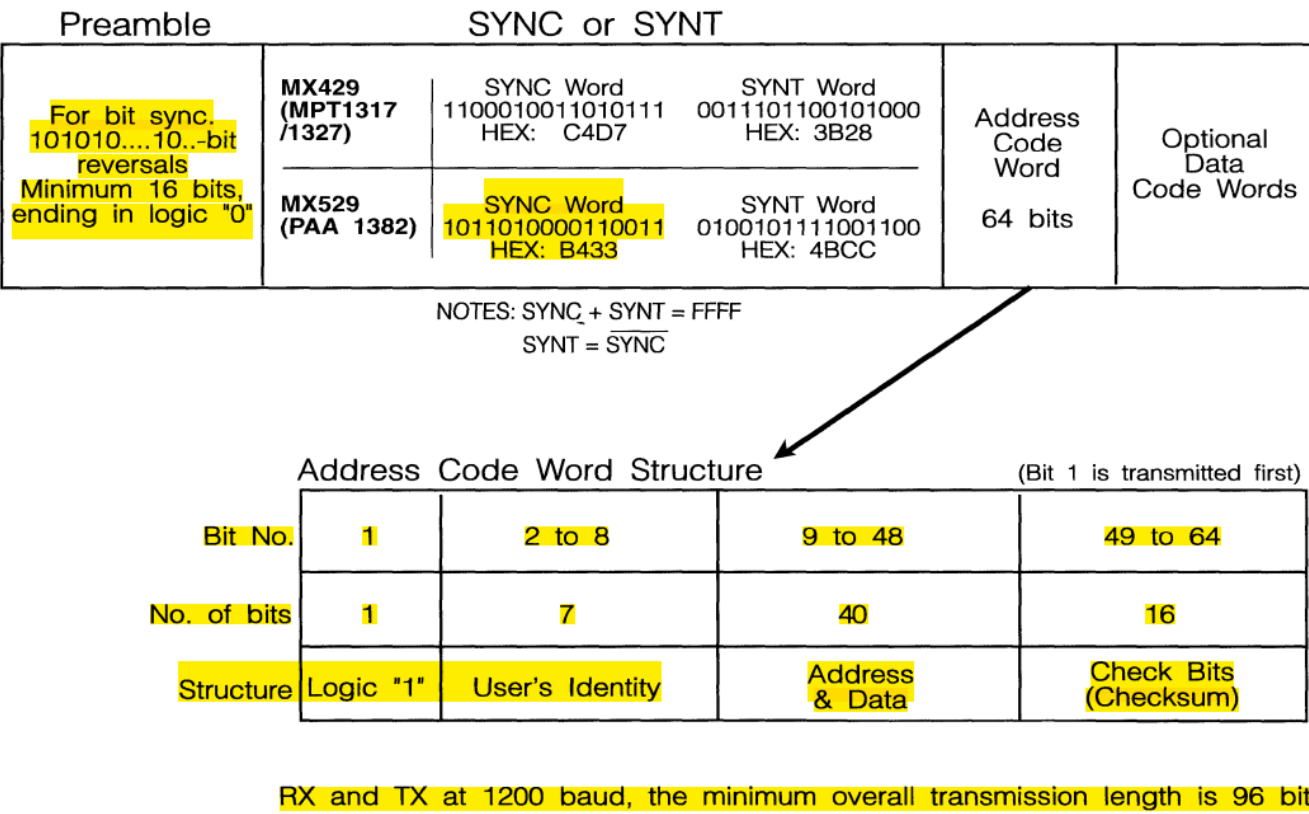 Preamble
SYNC or SYNT
For bit sync.
101010....10..-bit
reversals
Minimum 16 bits,
ending in logic "0"
MX429
(MPT1317
/1327)
SYNC Word
1100010011010111
HEX: C4D7
SYNT Word
0011101100101000
HEX: 3B28
MX529
(PAA 1382)
SYNC Word
1011010000110011
HEX: B433
SYNT Word
0100101111001100
HEX: 4BCC
Address
Code
Word
64 bits
Optional
Data
Code Words
NOTES: SYNC + SYNT = FFFF
SYNT = SYNC
Address Code Word Structure
(Bit 1 is transmitted first)
Bit No. 1 2 to 8 9 to 48 49 to 64
No. of bits 1 7 40 16
Structure Logic "1" User's Identity
Address
& Data
Check Bits
(Checksum)
RX and TX at 1200 baud, the minimum overall transmission length is 96 bit